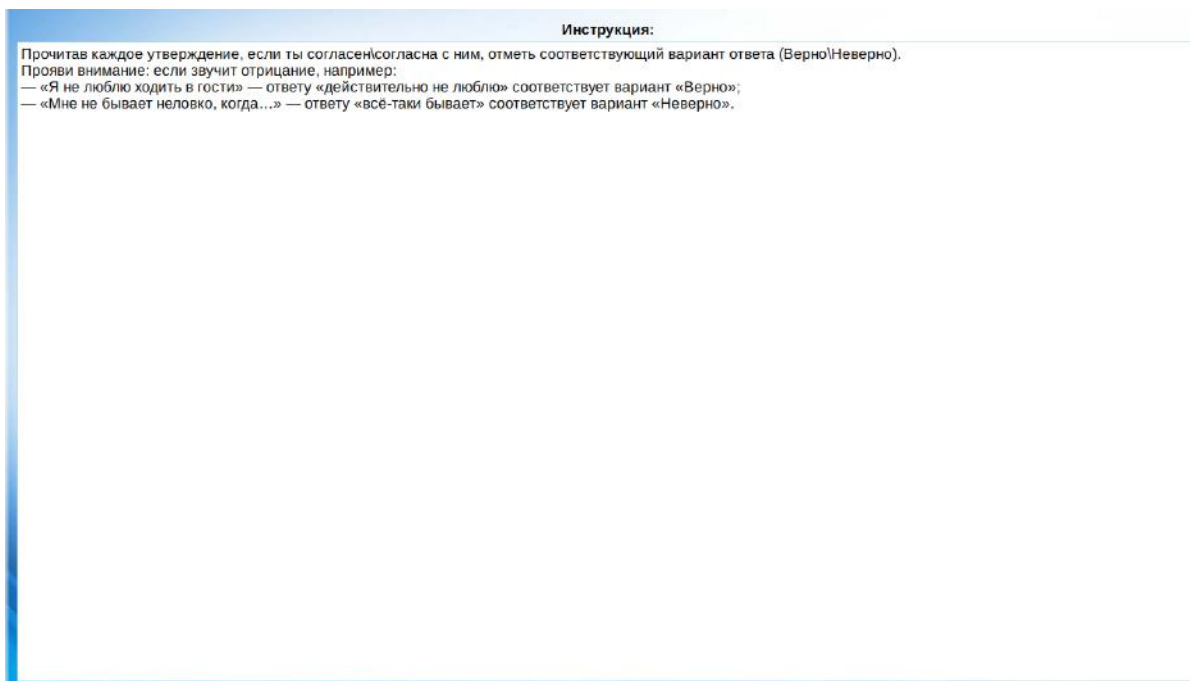 Инструкция:
Прочитав каждое утверждение, если ты согласен\согласна с ним, отметь соответствующий вариант ответа (Верно\Неверно).
Прояви внимание: если звучит отрицание, например:
— «Я не люблю ходить в гости» — ответу «действительно не люблю» соответствует вариант «Верно»;
— «Мне не бывает неловко, когда…» — ответу «всё-таки бывает» соответствует вариант «Неверно».